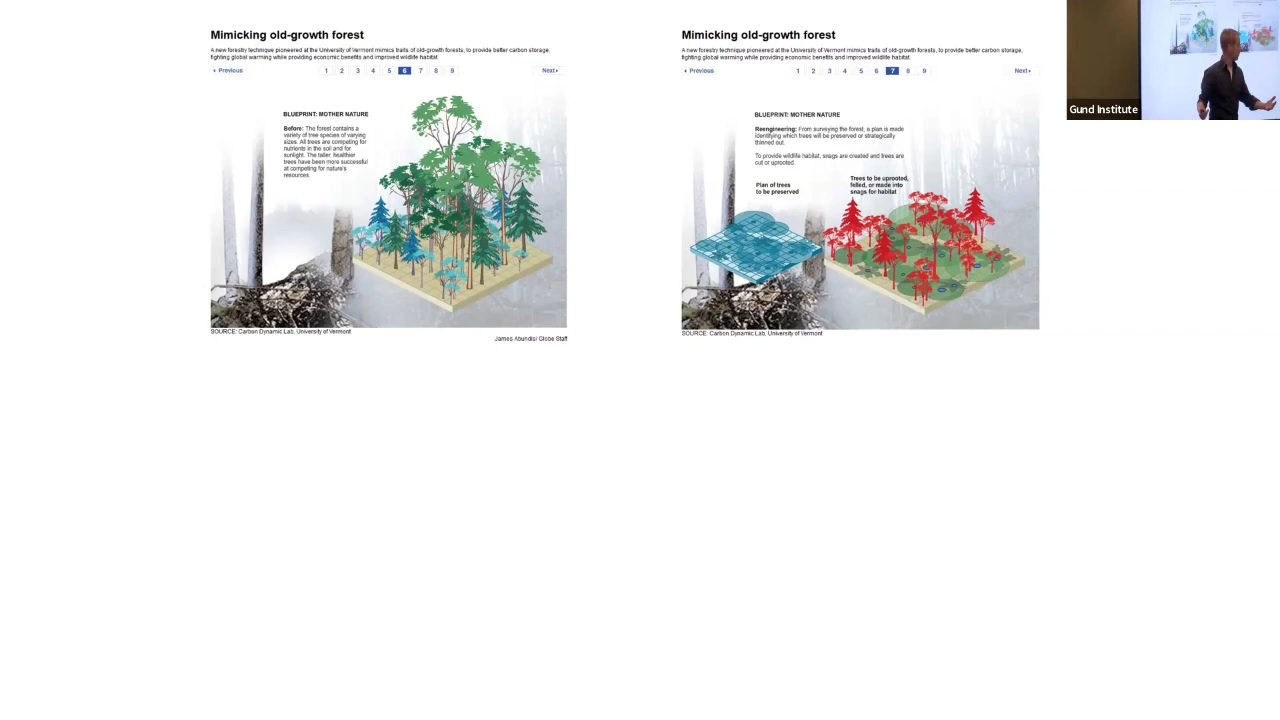 Mimicking old-growth forest
A new forestry technique pioneered at the University of Vermont mimics traits of old-growth forests, to provide better carbon storage,
fighting global warming while providing economic benefits and improved wildlife habitat.
Previous
1 2 3 4 5 6 7 8 9
Next
BLUEPRINT: MOTHER NATURE
Before: The forest contains a
variety of tree species of varying
sizes. All trees are competing for
nutrients in the soil and for
sunlight. The taller, healthier
trees have been more successful
at competing for nature's
resources.
SOURCE: Carbon Dynamic Lab, University of Vermont
James Abundis/ Globe Staff
Mimicking old-growth forest
A new forestry technique pioneered at the University of Vermont mimics traits of old-growth forests, to provide better carbon storage,
fighting global warming while providing economic benefits and improved wildlife habitat.
Previous
1 2 3 4 5 6 7 8 9
Next
BLUEPRINT: MOTHER NATURE
Reengineering: From surveying the forest, a plan is made
identifying which trees will be preserved or strategically
thinned out.
To provide wildlife habitat, snags are created and trees are
cut or uprooted.
Plan of trees
to be preserved
Trees to be uprooted,
felled, or made into
snags for habitat
SOURCE: Carbon Dynamic Lab, University of Vermont
Gund Institute